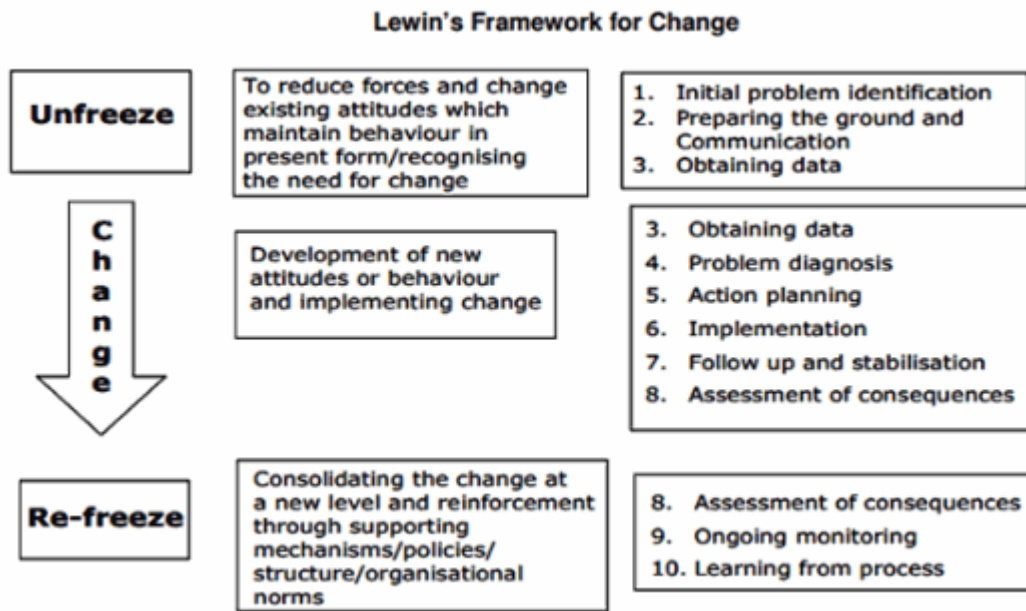 Lewin's Framework for Change
Unfreeze
To reduce forces and change
existing attitudes which
maintain behaviour in
present form/recognising
the need for change
1. Initial problem identification
2. Preparing the ground and
Communication
3. Obtaining data
Change
Development of new
attitudes or behaviour
and implementing change
3. Obtaining data
4. Problem diagnosis
5. Action planning
6. Implementation
7. Follow up and stabilisation
8. Assessment of consequences
Re-freeze
Consolidating the change at
a new level and reinforcement
through supporting
mechanisms/policies/
structure/organisational
norms
8. Assessment of consequences
9. Ongoing monitoring
10. Learning from process